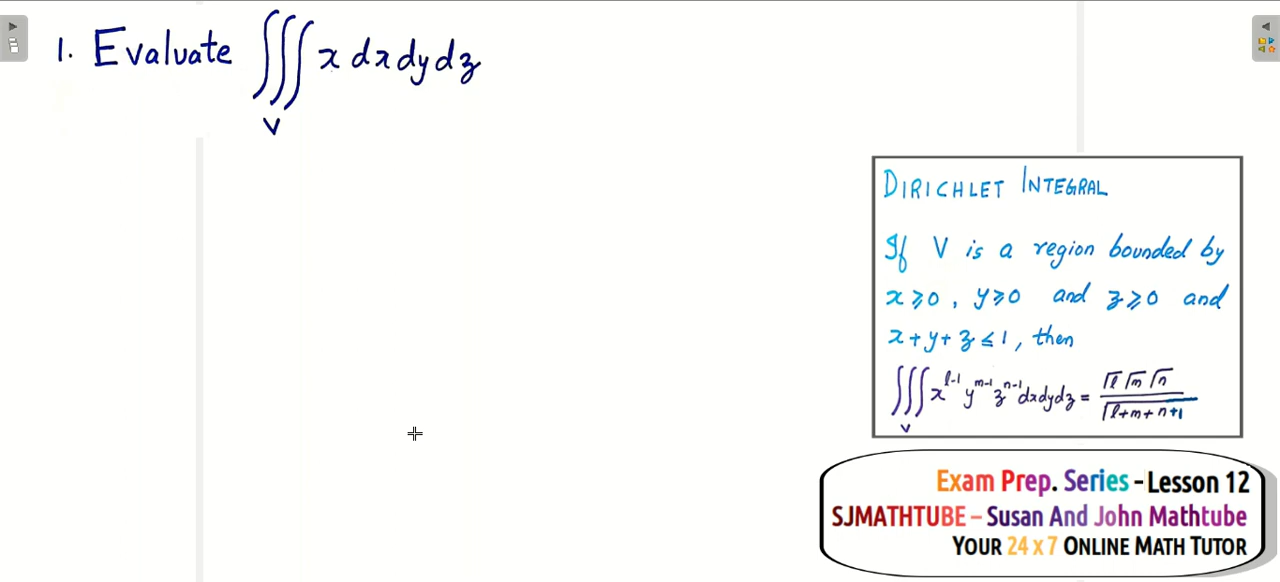 1. Evaluate ∭ x dx dy dz
V
DIRICHLET INTEGRAL
If V is a region bounded by
x ≥ 0, y ≥ 0 and z ≥ 0 and
x + y + z ≤ 1, then
∭ x^{l-1} y^{m-1} z^{n-1} dx dy dz = Γl Γm Γn / Γl+m+n+1
V
Exam Prep. Series - Lesson 12
SJMATHTUBE – Susan And John Mathtube
YOUR 24 x 7 ONLINE MATH TUTOR